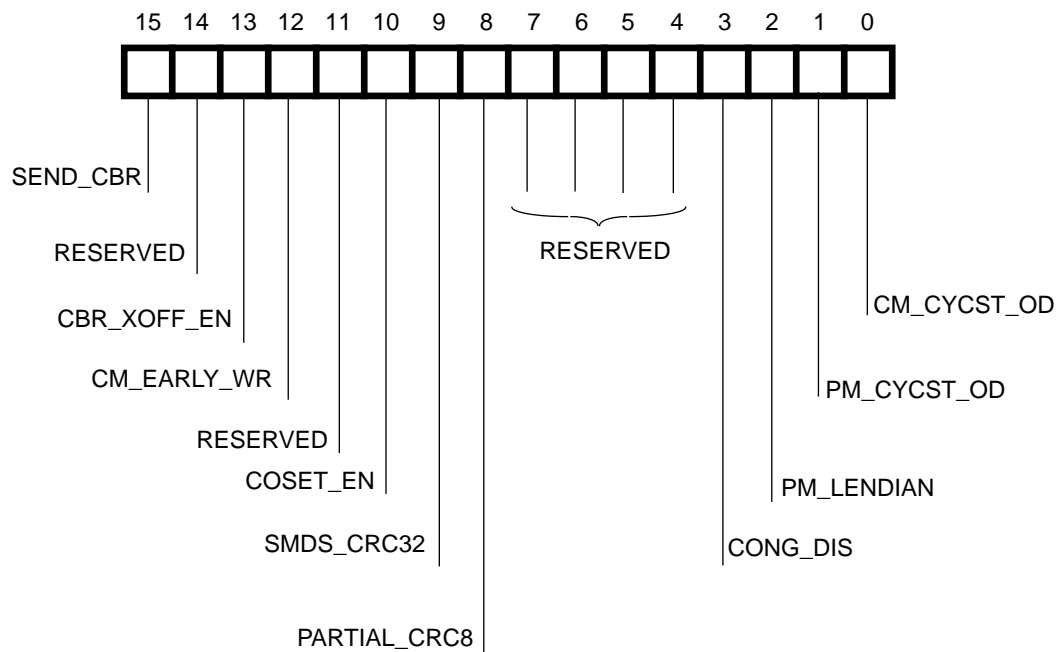 15 14 13 12 11 10 9 8 7 6 5 4 3 2 1 0
SEND_CBR
RESERVED
RESERVED
CBR_XOFF_EN
CM_CYCST_OD
CM_EARLY_WR
PM_CYCST_OD
RESERVED
COSET_EN
PM_LENDIAN
SMDS_CRC32
CONG_DIS
PARTIAL_CRC8